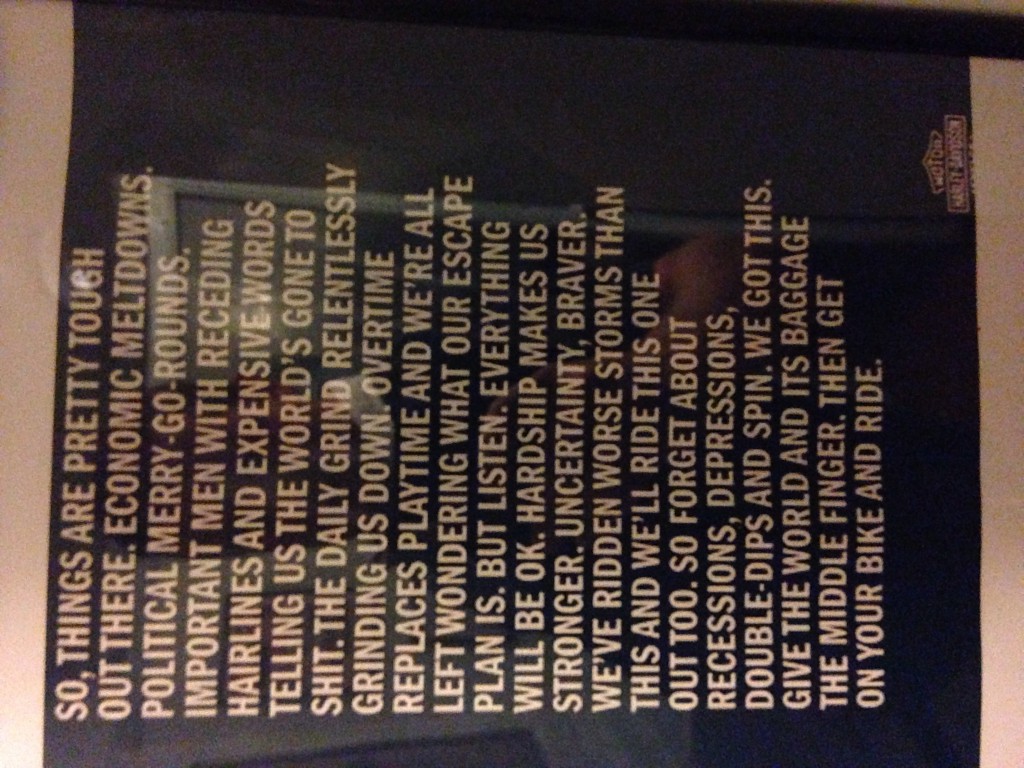 SO, THINGS ARE PRETTY TOUGH
OUT THERE. ECONOMIC MELTDOWNS.
POLITICAL MERRY-GO-ROUNDS.
IMPORTANT MEN WITH RECEDING
HAIRLINES AND EXPENSIVE WORDS
TELLING US THE WORLD'S GONE TO
SHIT. THE DAILY GRIND RELENTLESSLY
GRINDING US DOWN. OVERTIME
REPLACES PLAYTIME AND WE'RE ALL
LEFT WONDERING WHAT OUR ESCAPE
PLAN IS. BUT LISTEN. EVERYTHING
WILL BE OK. HARDSHIP MAKES US
STRONGER. UNCERTAINTY, BRAVER.
WE'VE RIDDEN WORSE STORMS THAN
THIS AND WE'LL RIDE THIS ONE
OUT TOO. SO FORGET ABOUT
RECESSIONS, DEPRESSIONS,
DOUBLE-DIPS AND SPIN. WE GOT THIS.
GIVE THE WORLD AND ITS BAGGAGE
THE MIDDLE FINGER. THEN GET
ON YOUR BIKE AND RIDE.
MOTOR
HARLEY-DAVIDSON